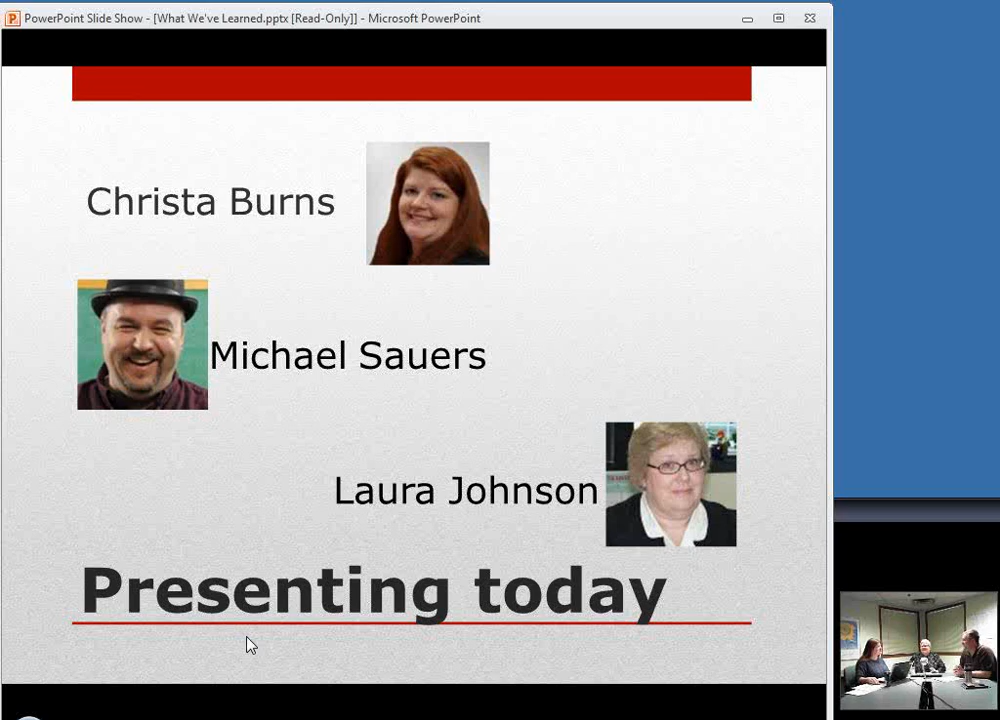 PowerPoint Slide Show - [What We've Learned.pptx [Read-Only]] - Microsoft PowerPoint
Christa Burns
Michael Sauers
Laura Johnson
Presenting today